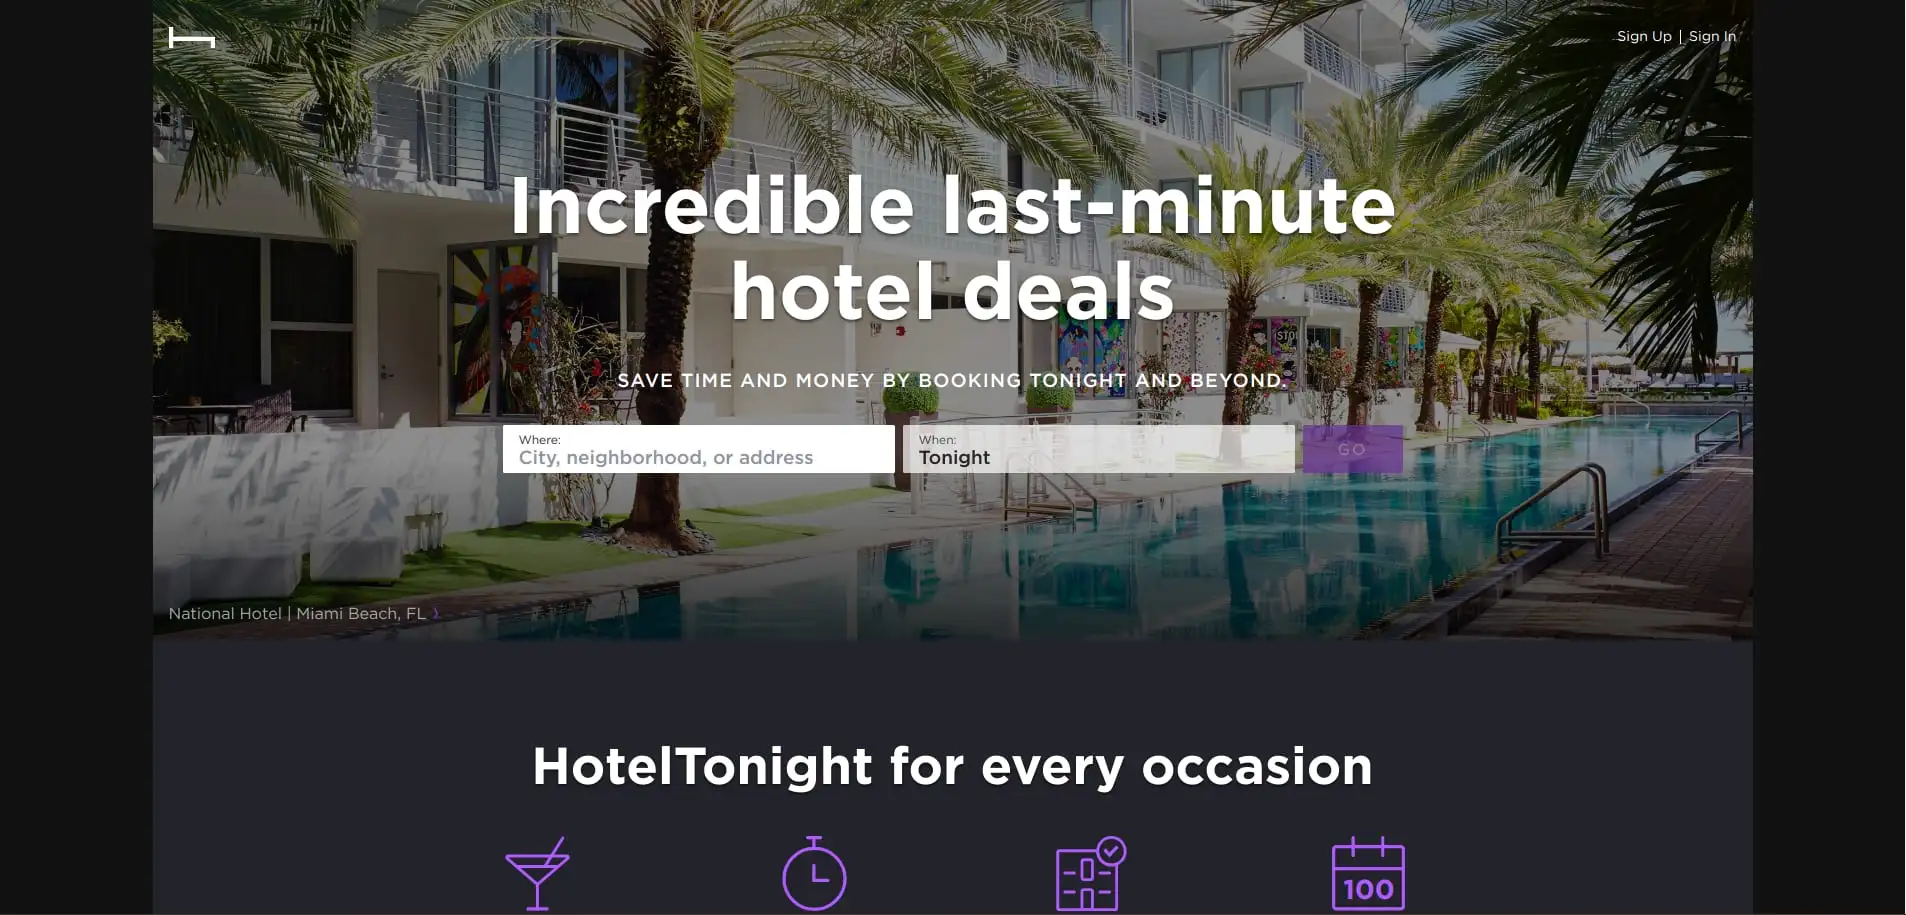 Sign Up | Sign In
Incredible last-minute
hotel deals
SAVE TIME AND MONEY BY BOOKING TONIGHT AND BEYOND.
Where:
City, neighborhood, or address
When:
Tonight
GO
National Hotel | Miami Beach, FL
HotelTonight for every occasion
100